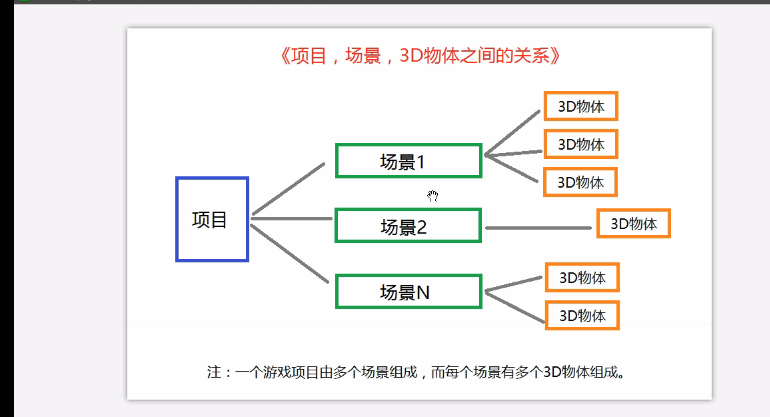 《项目，场景，3D物体之间的关系》
3D物体
3D物体
场景1
3D物体
项目
场景2
3D物体
3D物体
场景N
3D物体
注：一个游戏项目由多个场景组成，而每个场景有多个3D物体组成。